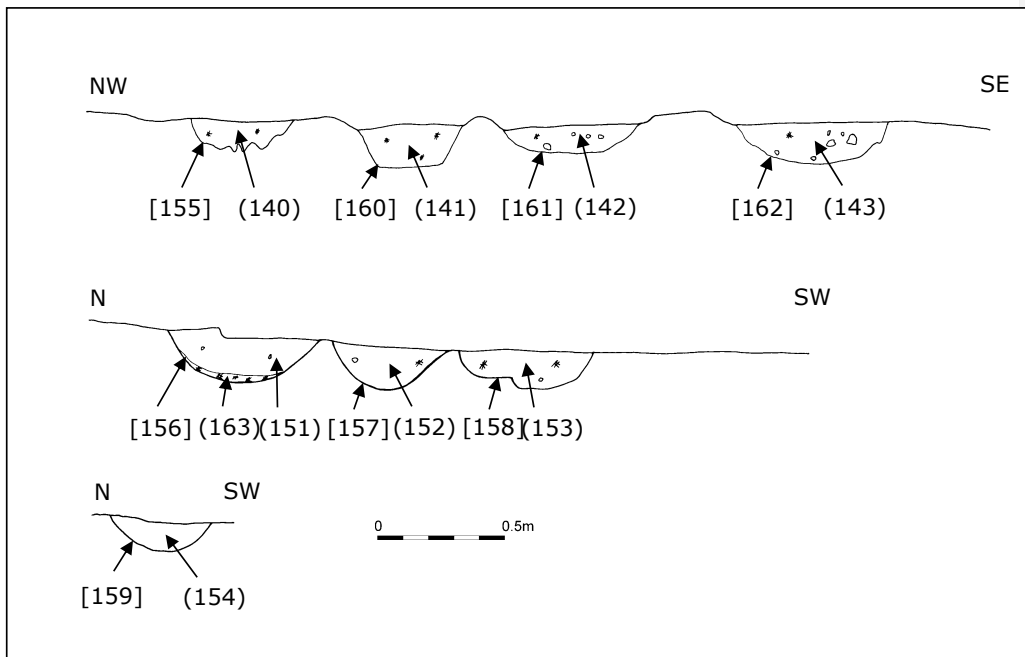 NW SE
[155] (140) [160] (141) [161] (142) [162] (143)
N SW
[156] (163) (151) [157] (152) [158] (153)
N SW
0 0.5m
[159] (154)